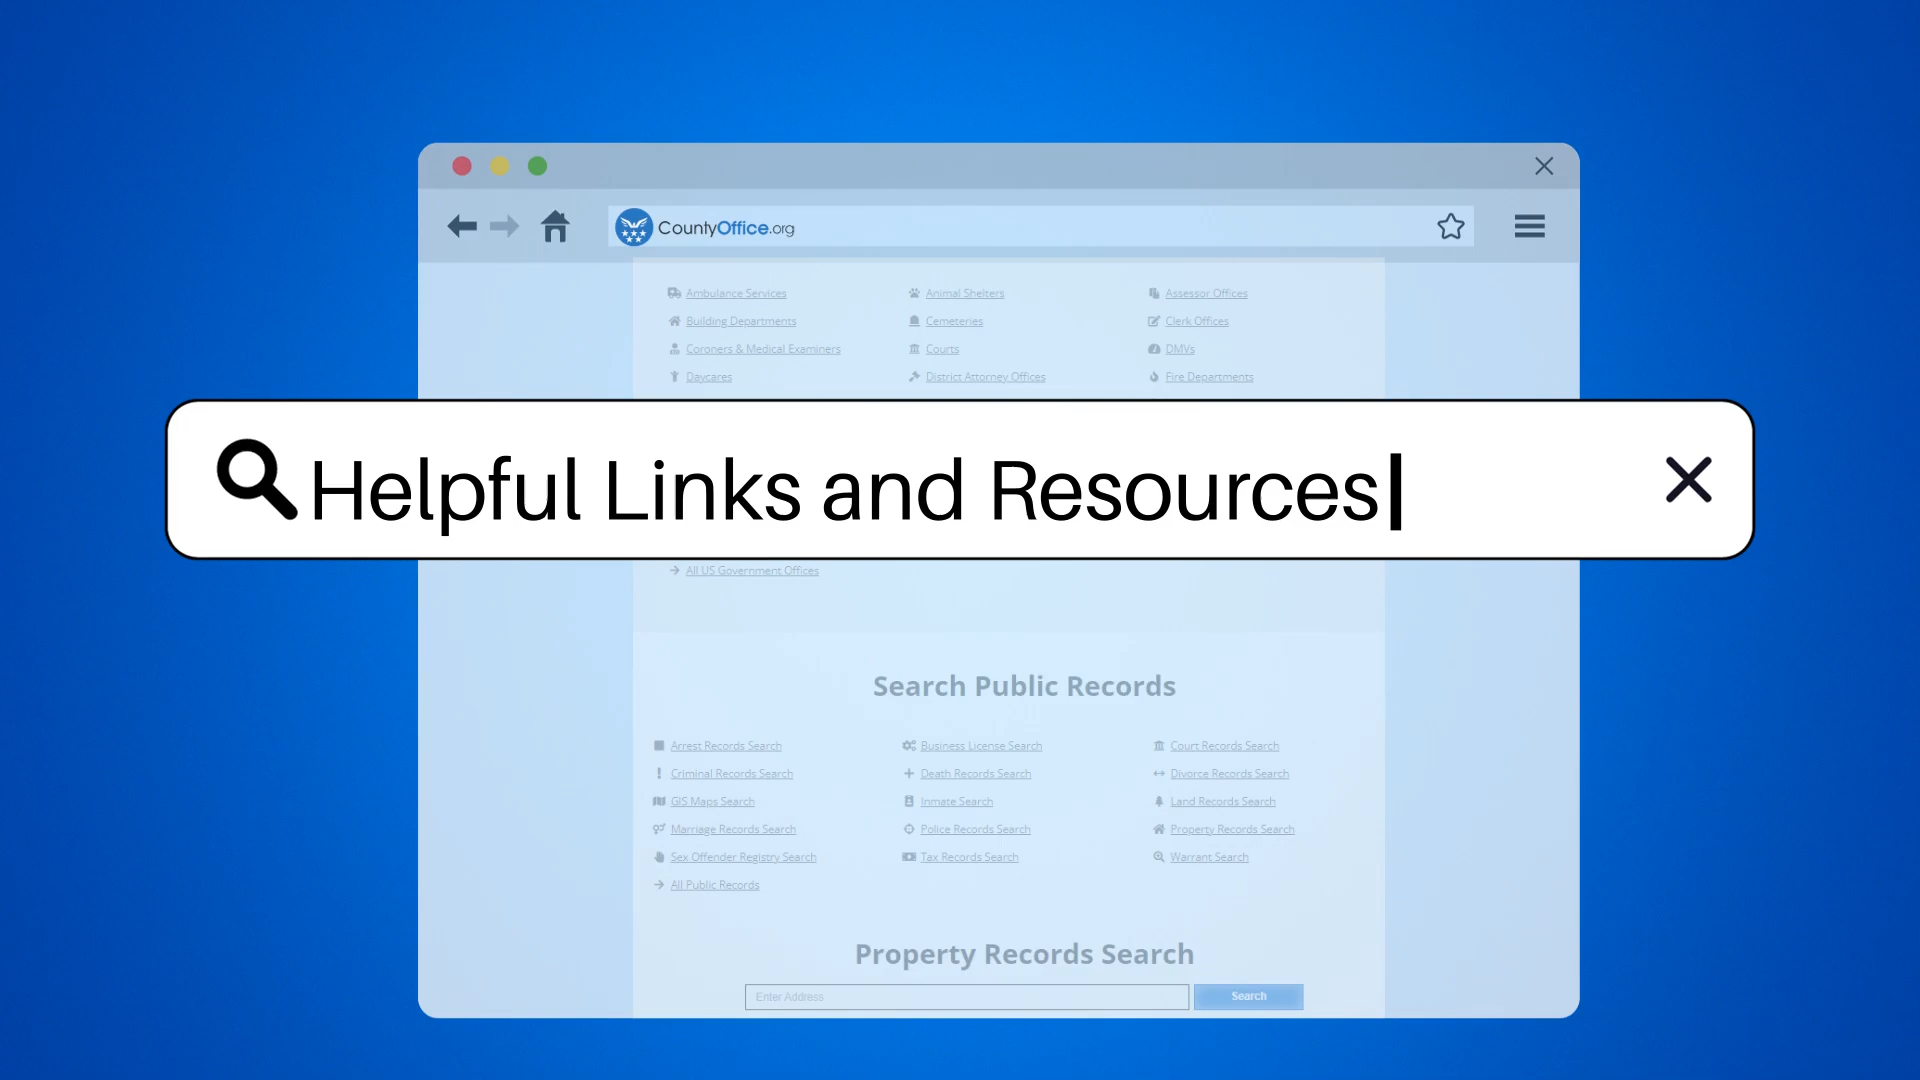 CountyOffice.org
Ambulance Services Animal Shelters Assessor Offices
Building Departments Cemeteries Clerk Offices
Coroners & Medical Examiners Courts DMVs
Daycares District Attorney Offices Fire Departments
Helpful Links and Resources
All US Government Offices
Search Public Records
Arrest Records Search Business License Search Court Records Search
Criminal Records Search Death Records Search Divorce Records Search
GIS Maps Search Inmate Search Land Records Search
Marriage Records Search Police Records Search Property Records Search
Sex Offender Registry Search Tax Records Search Warrant Search
All Public Records
Property Records Search
Enter Address Search